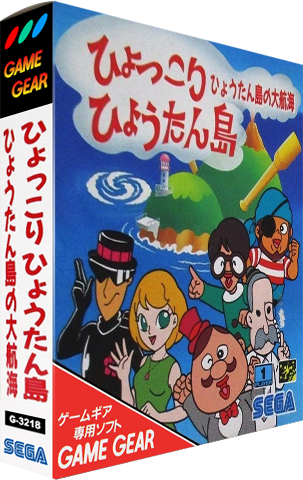 GAME
GEAR
ひょっこりひょうたん島
ひょうたん島の大航海
G-3218
SEGA
ひょっこり
ひょうたん島の大航海
ひょうたん島
ゲームギア
専用ソフト
GAME GEAR
1
SEGA